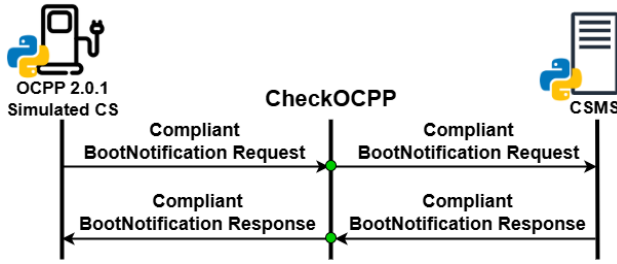 OCPP 2.0.1
Simulated CS
CheckOCPP
CSMS
Compliant
BootNotification Request
Compliant
BootNotification Request
Compliant
BootNotification Response
Compliant
BootNotification Response